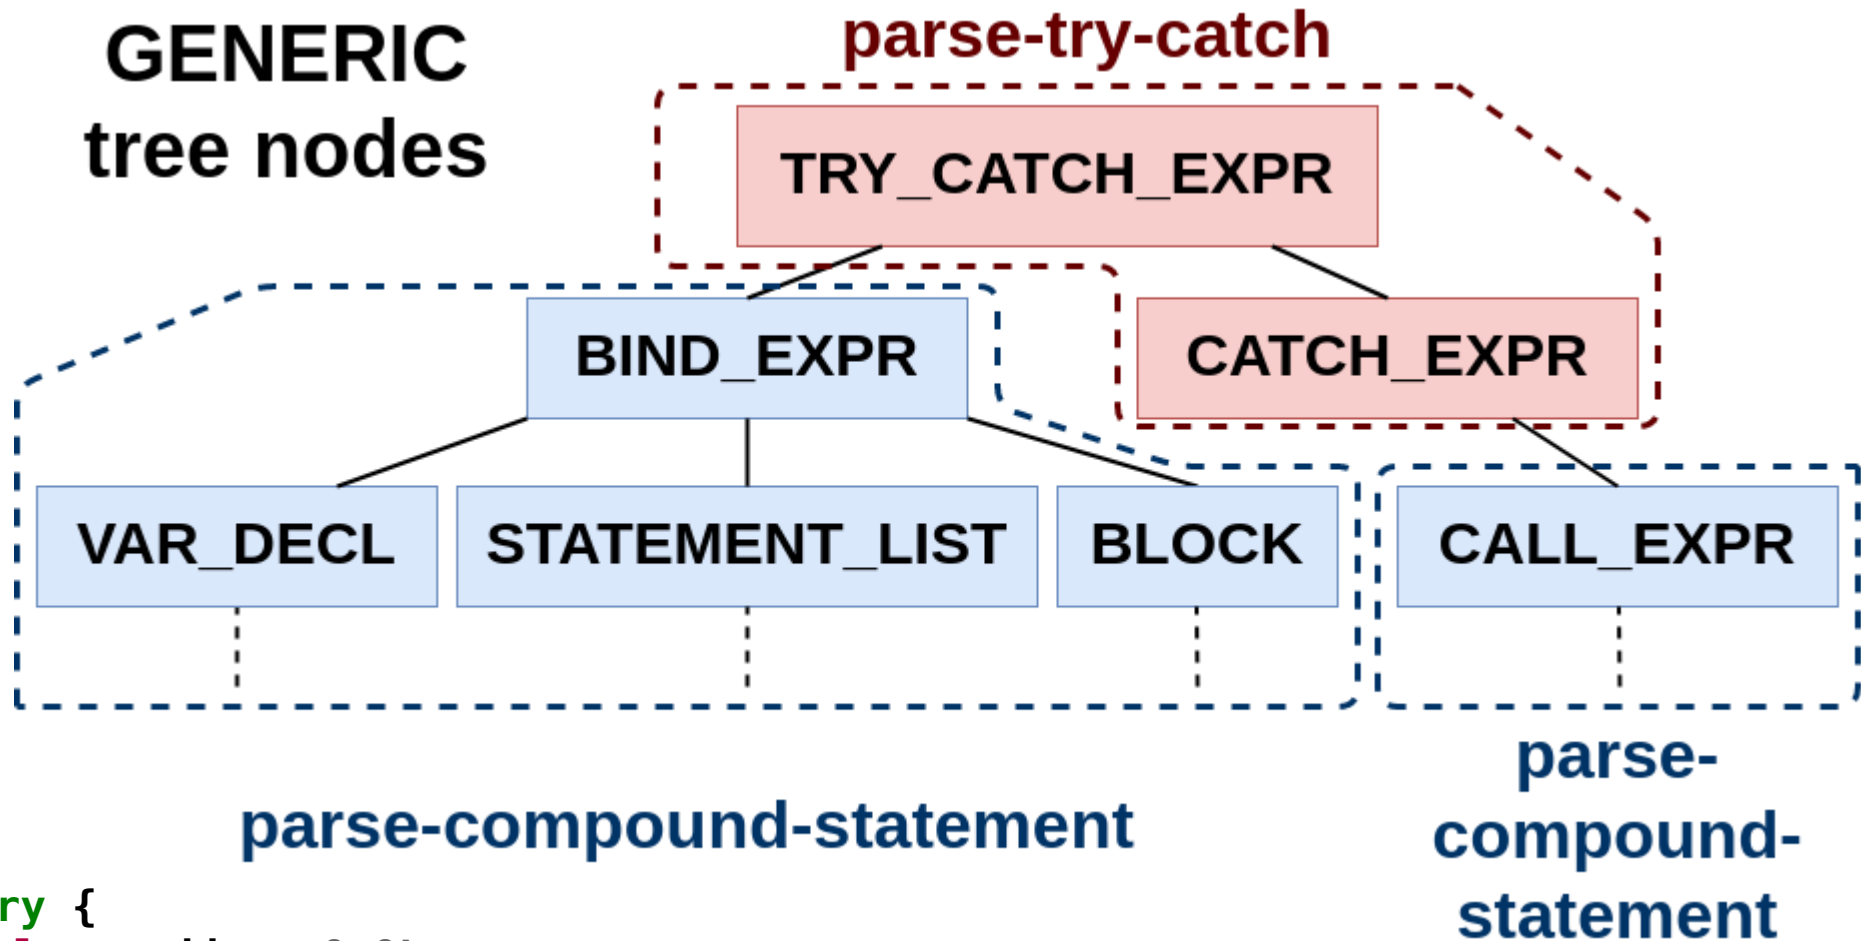 GENERIC
tree nodes
parse-try-catch
TRY_CATCH_EXPR
BIND_EXPR
CATCH_EXPR
VAR_DECL
STATEMENT_LIST
BLOCK
CALL_EXPR
parse-compound-statement
parse-
compound-
statement
ry {